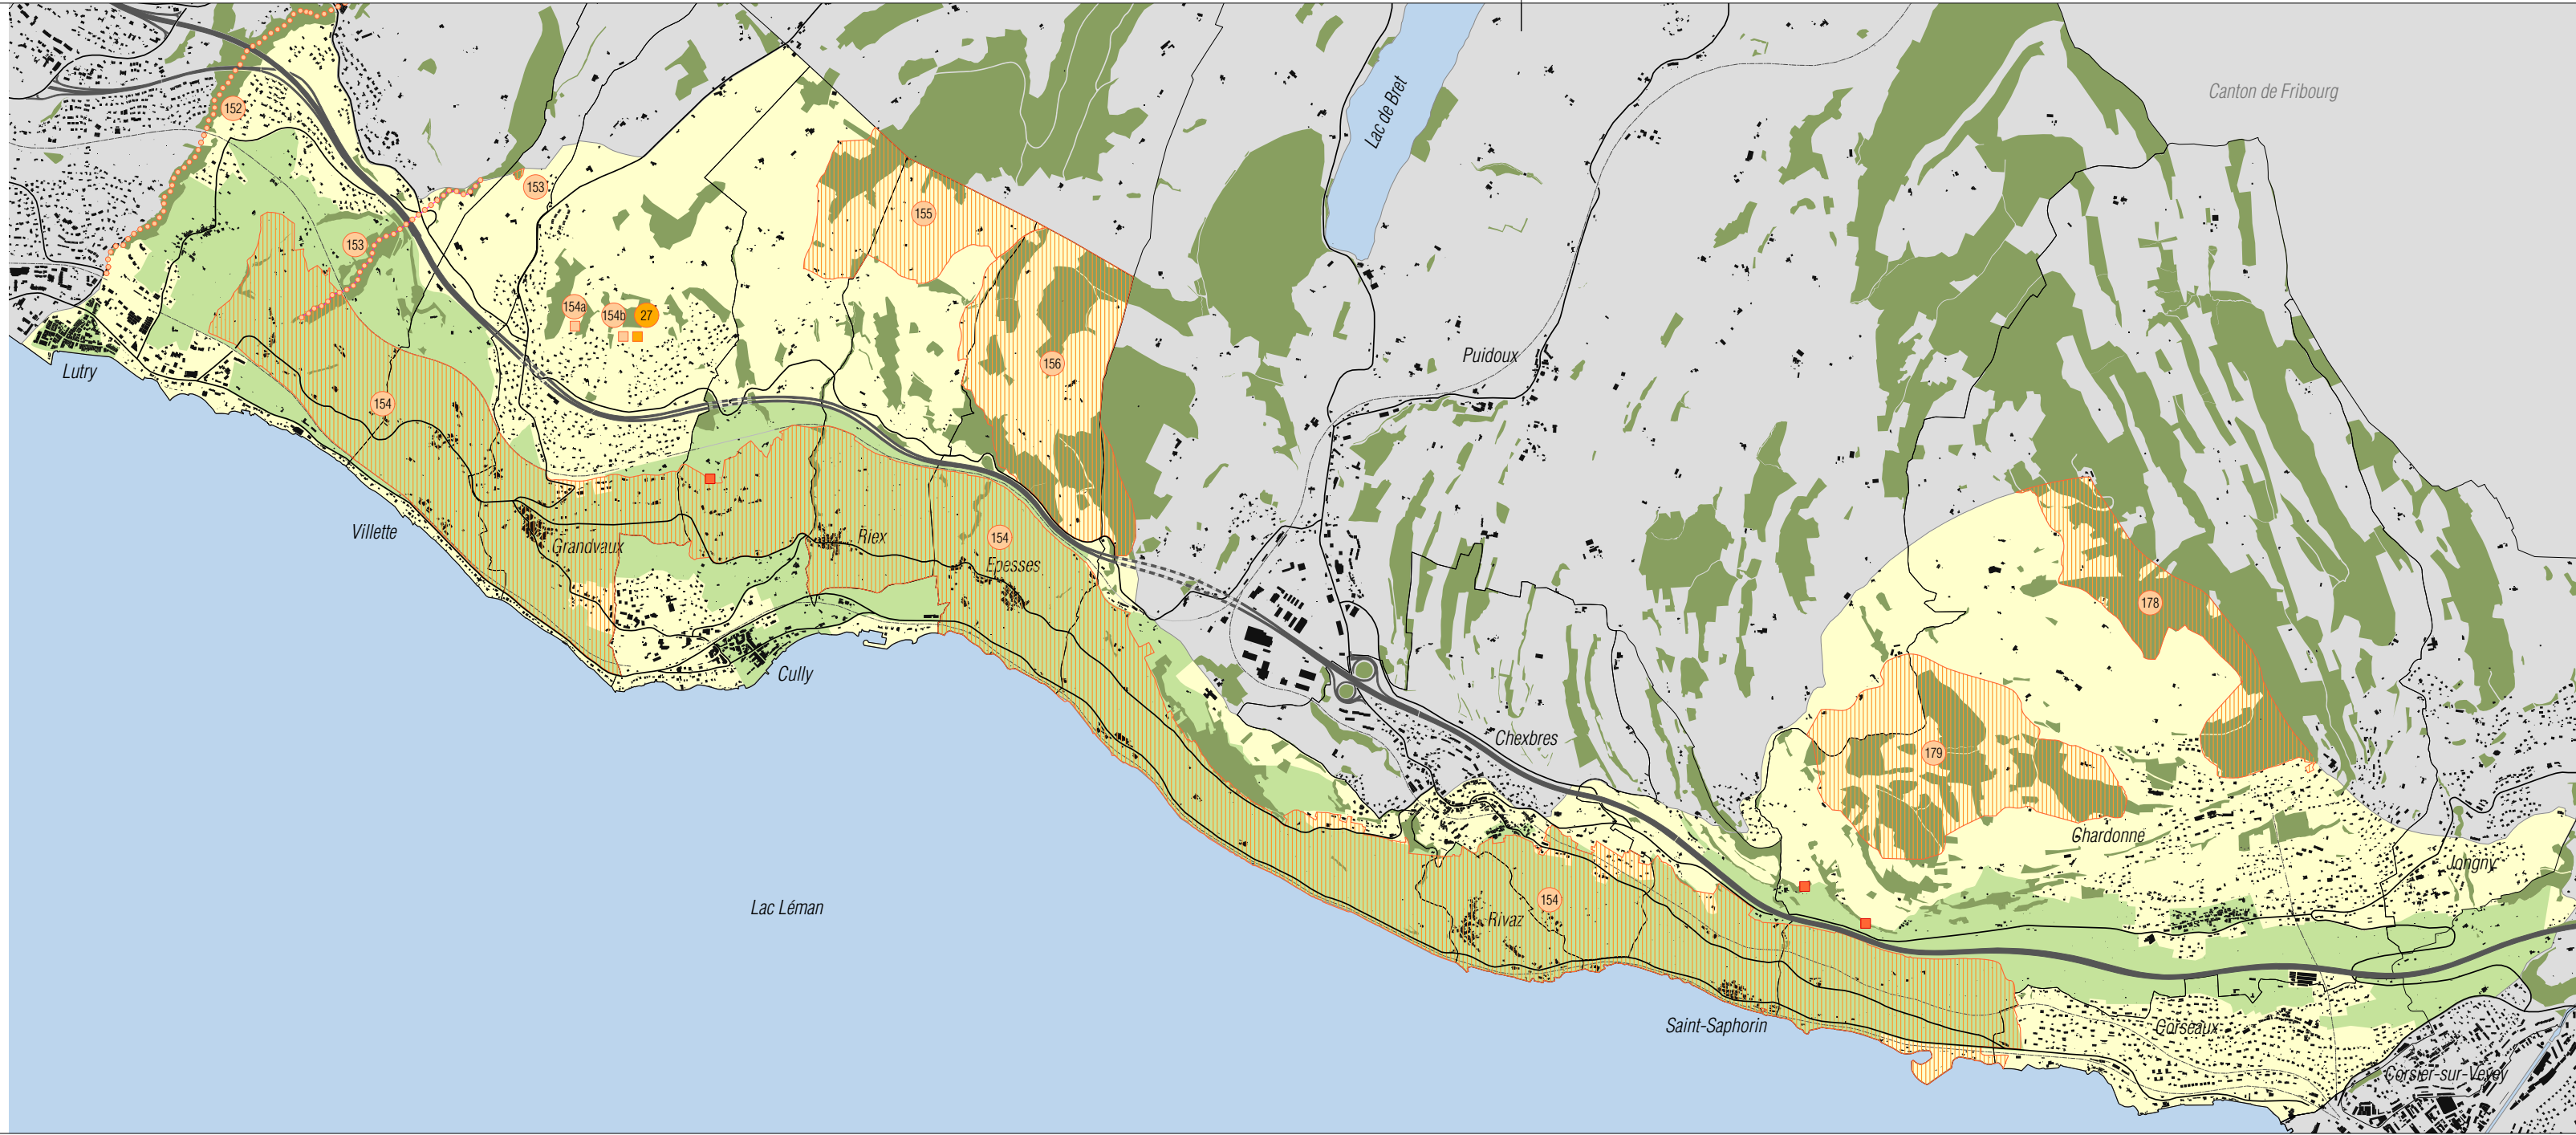 Canton de Fribourg
Lac de Bret
152
153
155
153
154a
154b
27
Puidoux
156
Lutry
154
Villette
Riex
154
Grandvaux
Epesses
178
Cully
Chexbres
179
Chardonne
Jongny
154
Lac Léman
Rivaz
Saint-Saphorin
Corseaux
Corsier-sur-Vevey